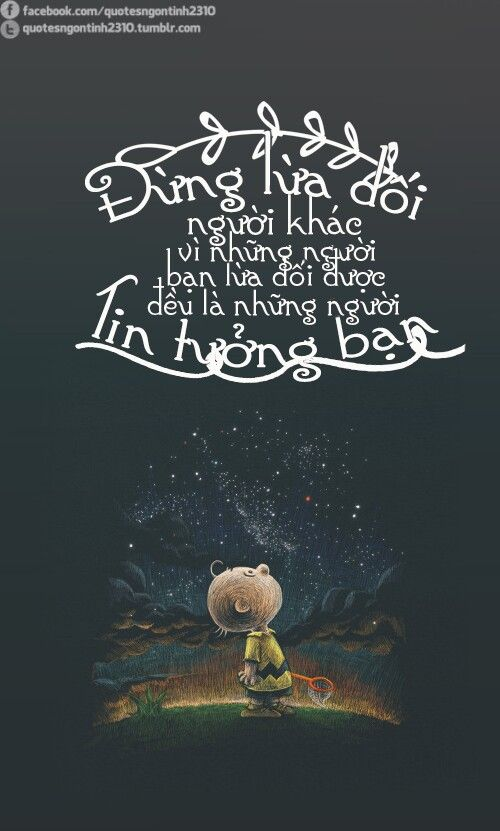 facebook.com/quotesngontinh2310
quotesngontinh2310.tumblr.com
Đừng lừa dối
người khác
vì những người
bạn lừa dối được
đều là những người
Tin tưởng bạn